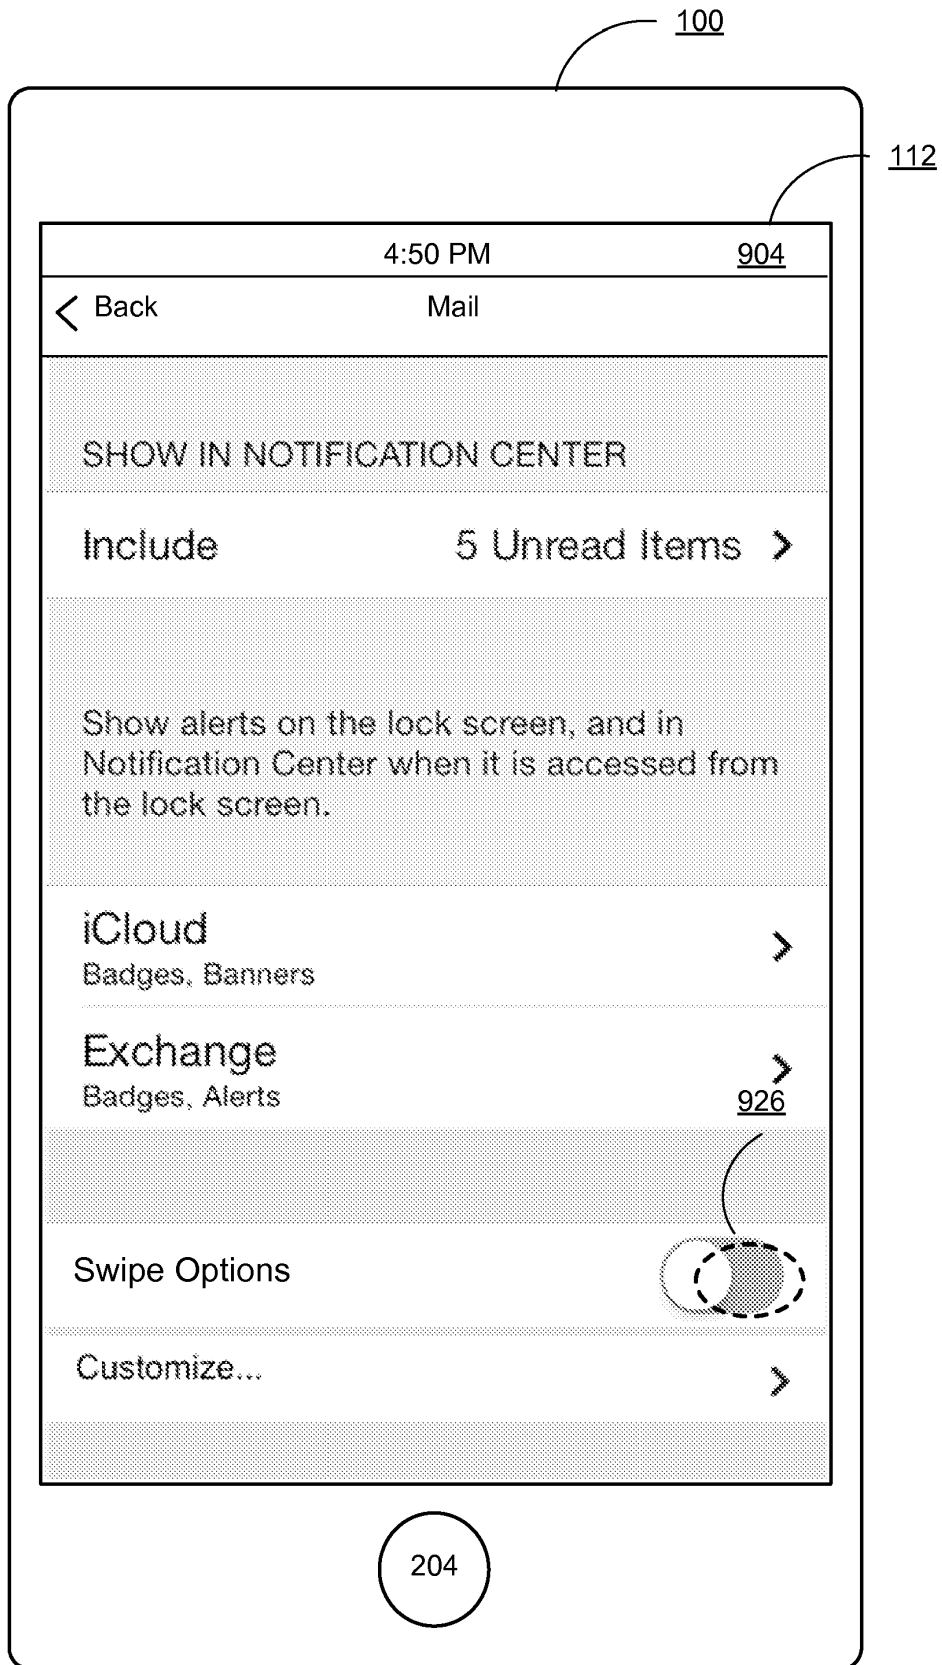 100
112
4:50 PM 904
Back Mail
SHOW IN NOTIFICATION CENTER
Include 5 Unread Items
Show alerts on the lock screen, and in
Notification Center when it is accessed from
the lock screen.
iCloud
Badges, Banners
Exchange
Badges, Alerts
926
Swipe Options
Customize...
204